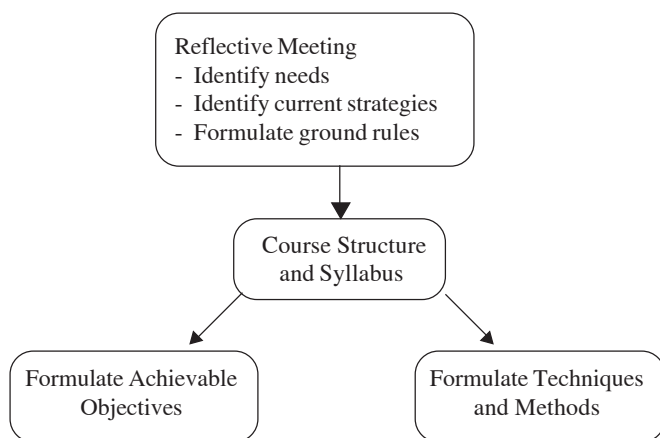 Reflective Meeting
- Identify needs
- Identify current strategies
- Formulate ground rules
Course Structure
and Syllabus
Formulate Achievable
Objectives
Formulate Techniques
and Methods